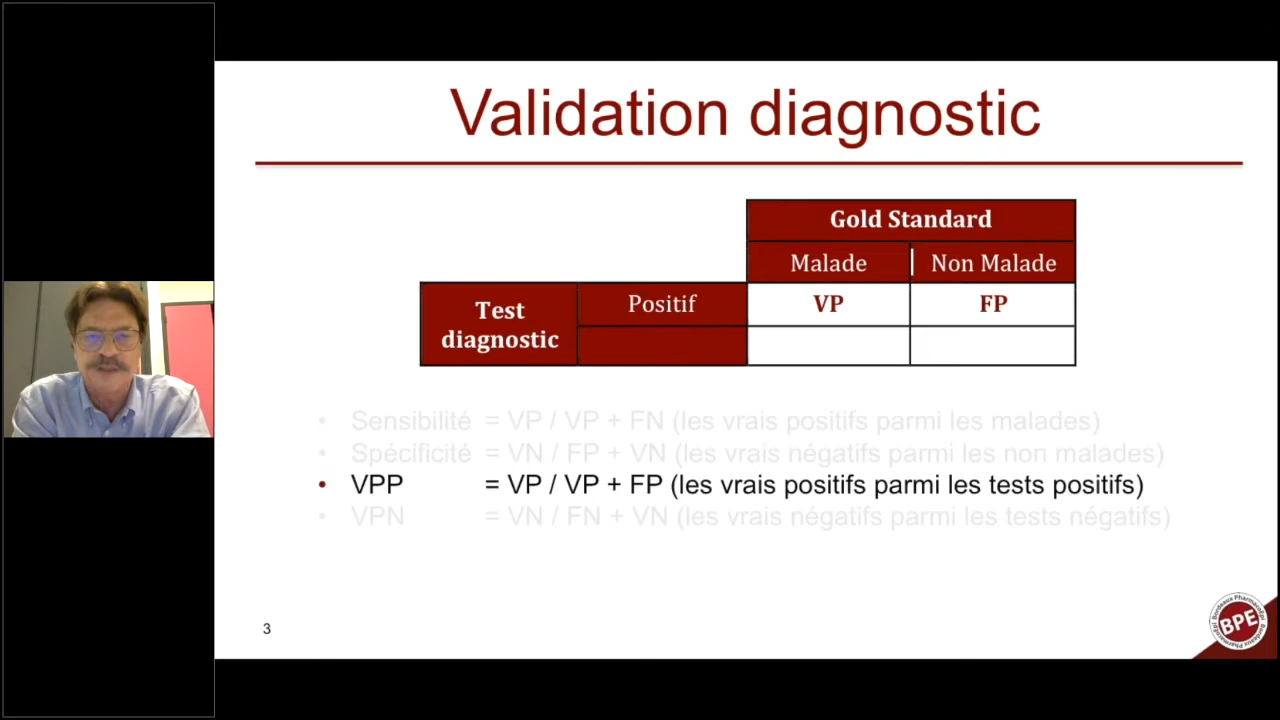 Validation diagnostic
Gold Standard
Malade
Non Malade
Test
diagnostic
Positif
VP
FP
• Sensibilité = VP / VP + FN (les vrais positifs parmi les malades)
• Spécificité = VN / FP + VN (les vrais négatifs parmi les non malades)
• VPP = VP / VP + FP (les vrais positifs parmi les tests positifs)
• VPN = VN / FN + VN (les vrais négatifs parmi les tests négatifs)
3
BPE